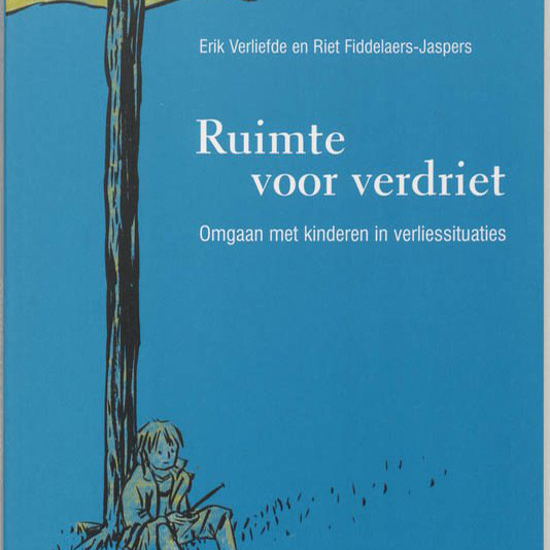 Erik Verliefde en Riet Fiddelaers-Jaspers
Ruimte
voor verdriet
Omgaan met kinderen in verliessituaties